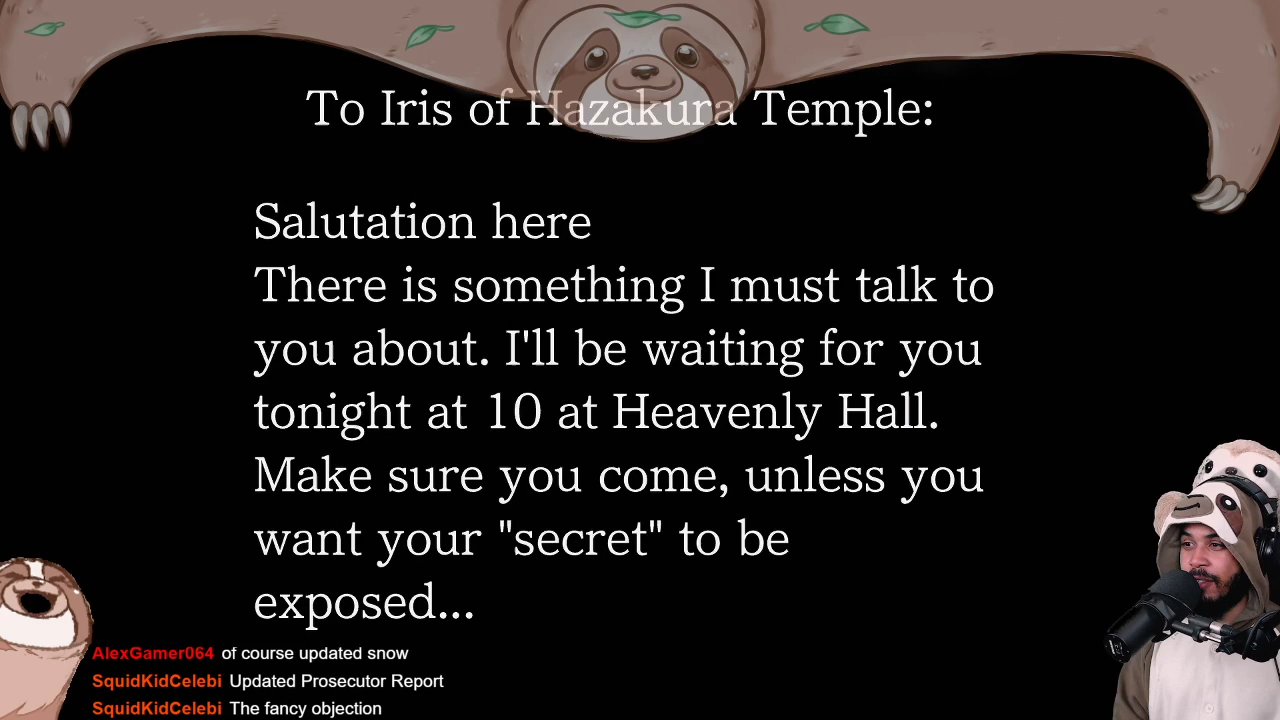 To Iris of Hazakura Temple:
Salutation here
There is something I must talk to
you about. I'll be waiting for you
tonight at 10 at Heavenly Hall.
Make sure you come, unless you
want your "secret" to be
exposed...
AlexGamer064 of course updated snow
SquidKidCelebi Updated Prosecutor Report
SquidKidCelebi The fancy objection